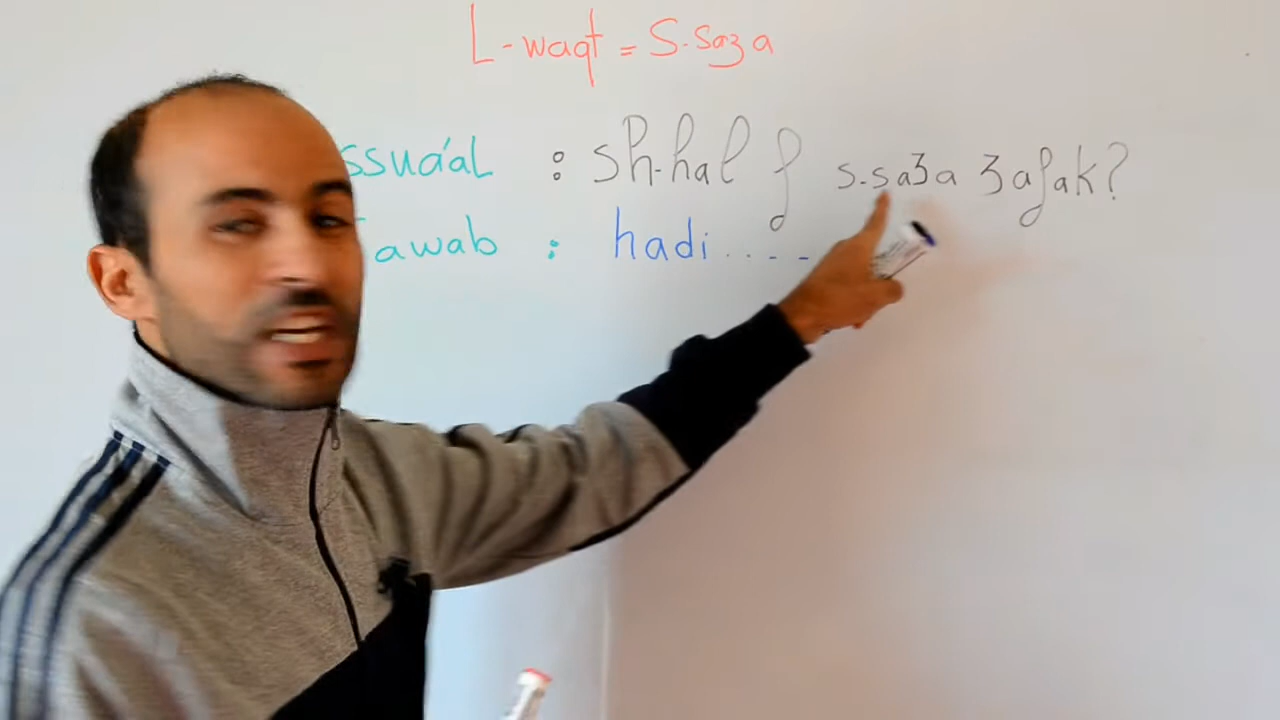 L-waqt = S-sa3a
ssua'al : sh-hal f s-sa3a 3afak?
awab : hadi .....